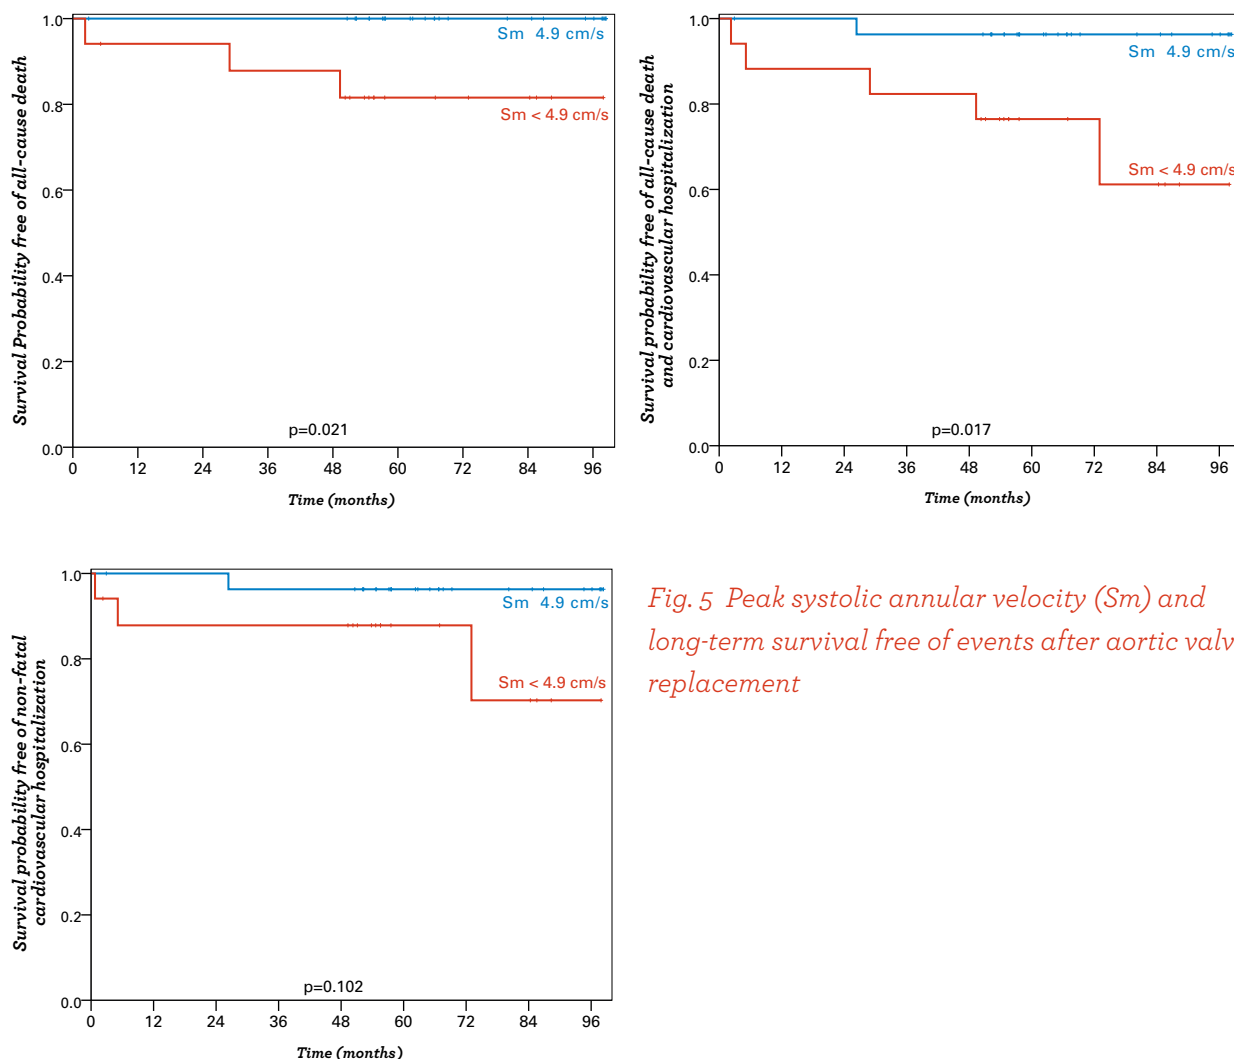 Survival Probability free of all-cause death
1.0
0.8
0.6
0.4
0.2
0.0
Sm 4.9 cm/s
Sm < 4.9 cm/s
p=0.021
0 12 24 36 48 60 72 84 96
Time (months)
Survival probability free of all-cause death
and cardiovascular hospitalization
1.0
0.8
0.6
0.4
0.2
0.0
Sm 4.9 cm/s
Sm < 4.9 cm/s
p=0.017
0 12 24 36 48 60 72 84 96
Time (months)
Survival probability free of non-fatal
cardiovascular hospitalization
1.0
0.8
0.6
0.4
0.2
0.0
Sm 4.9 cm/s
Sm < 4.9 cm/s
p=0.102
0 12 24 36 48 60 72 84 96
Time (months)
Fig. 5 Peak systolic annular velocity (Sm) and
long-term survival free of events after aortic valv
replacement